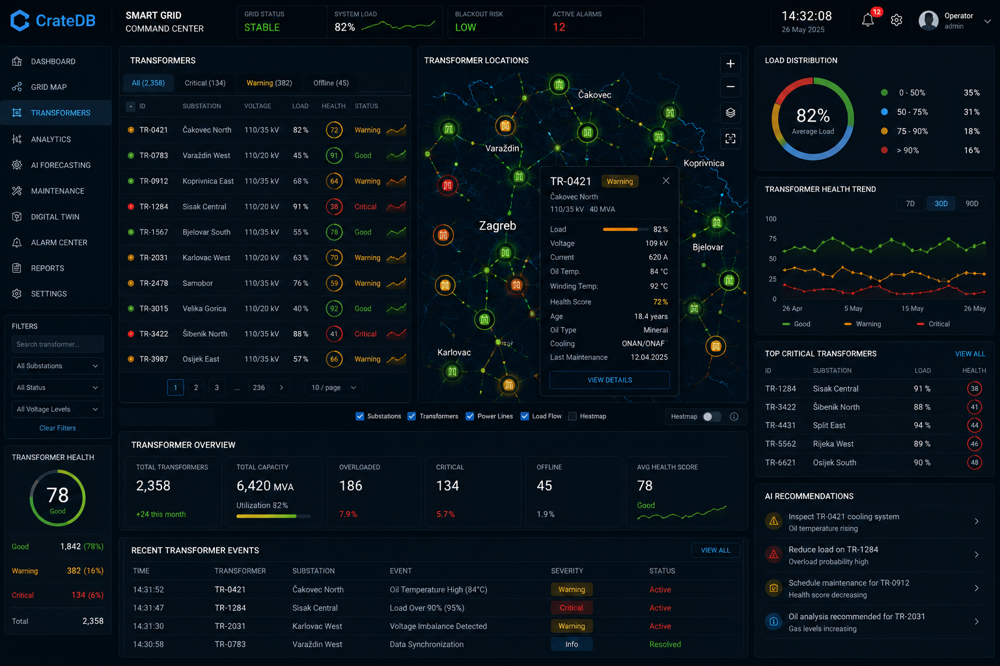 CrateDB
SMART GRID
COMMAND CENTER
GRID STATUS
STABLE
SYSTEM LOAD
82%
BLACKOUT RISK
LOW
ACTIVE ALARMS
12
14:32:08
26 May 2025
12
Operator
admin
DASHBOARD
GRID MAP
TRANSFORMERS
ANALYTICS
AI FORECASTING
MAINTENANCE
DIGITAL TWIN
ALARM CENTER
REPORTS
SETTINGS
FILTERS
Search transformer...
All Substations
All Status
All Voltage Levels
Clear Filters
TRANSFORMER HEALTH
78
Good
Good 1,842 (78%)
Warning 382 (16%)
Critical 134 (6%)
Total 2,358
TRANSFORMERS
All (2,358) Critical (134) Warning (382) Offline (45)
ID SUBSTATION VOLTAGE LOAD HEALTH STATUS
TR-0421 Čakovec North 110/35 kV 82 % 72 Warning
TR-0783 Varaždin West 110/20 kV 45 % 91 Good
TR-0912 Koprivnica East 110/35 kV 68 % 64 Warning
TR-1284 Sisak Central 110/20 kV 91 % 38 Critical
TR-1567 Bjelovar South 110/35 kV 55 % 78 Good
TR-2031 Karlovac West 110/20 kV 63 % 70 Warning
TR-2478 Samobor 110/35 kV 76 % 59 Warning
TR-3015 Velika Gorica 110/20 kV 40 % 92 Good
TR-3422 Šibenik North 110/20 kV 88 % 41 Critical
TR-3987 Osijek East 110/35 kV 57 % 66 Warning
1 2 3 ... 236 > 10 / page
TRANSFORMER LOCATIONS
Čakovec
Varaždin
Koprivnica
Zagreb
Bjelovar
Karlovac
TR-0421 Warning
Čakovec North
110/35 kV 40 MVA
Load 82 %
Voltage 109 kV
Current 620 A
Oil Temp. 84 °C
Winding Temp: 92 °C
Health Score 72%
Age 18.4 years
Oil Type Mineral
Cooling ONAN/ONAF
Last Maintenance 12.04.2025
VIEW DETAILS
Substations Transformers Power Lines Load Flow Heatmap
Heatmap
TRANSFORMER OVERVIEW
TOTAL TRANSFORMERS
2,358
+24 this month
TOTAL CAPACITY
6,420 MVA
Utilization 82%
OVERLOADED
186
7.9%
CRITICAL
134
5.7%
OFFLINE
45
1.9%
AVG HEALTH SCORE
78
Good
RECENT TRANSFORMER EVENTS
VIEW ALL
TIME TRANSFORMER SUBSTATION EVENT SEVERITY STATUS
14:31:52 TR-0421 Čakovec North Oil Temperature High (84°C) Warning Active
14:31:47 TR-1284 Sisak Central Load Over 90% (95%) Critical Active
14:31:30 TR-2031 Karlovac West Voltage Imbalance Detected Warning Active
14:30:58 TR-0783 Varaždin West Data Synchronization Info Resolved
LOAD DISTRIBUTION
82%
Average Load
0 - 50% 35%
50 - 75% 31%
75 - 90% 18%
> 90% 16%
TRANSFORMER HEALTH TREND
7D 30D 90D
100
75
50
25
0
26 Apr 5 May 15 May 26 May
Good Warning Critical
TOP CRITICAL TRANSFORMERS
VIEW ALL
ID SUBSTATION LOAD HEALTH
TR-1284 Sisak Central 91 % 38
TR-3422 Šibenik North 88 % 41
TR-4431 Split East 94 % 44
TR-5562 Rijeka West 89 % 46
TR-6621 Osijek South 90 % 48
AI RECOMMENDATIONS
Inspect TR-0421 cooling system
Oil temperature rising
Reduce load on TR-1284
Overload probability high
Schedule maintenance for TR-0912
Health score decreasing
Oil analysis recommended for TR-2031
Gas levels increasing